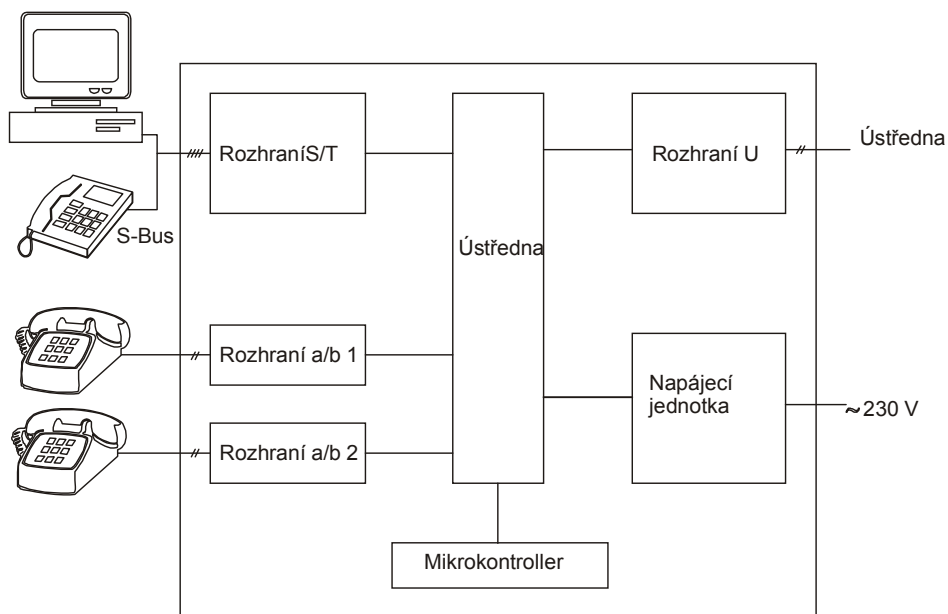 RozhraníS/T
Rozhraní U
Ústředna
S-Bus
Ústředna
Rozhraní a/b 1
Napájecí
jednotka
≈230 V
Rozhraní a/b 2
Mikrokontroller